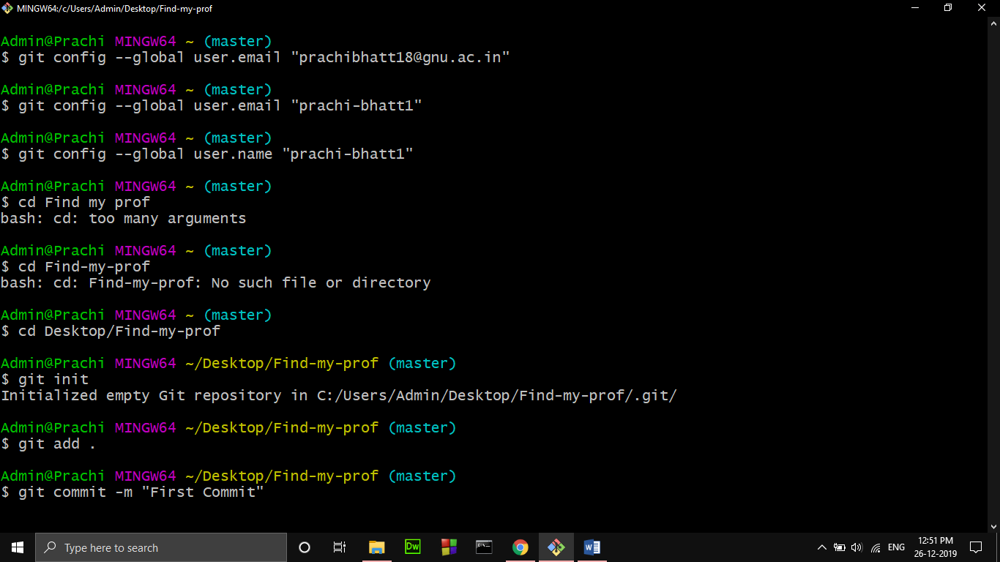 MINGW64:/c/Users/Admin/Desktop/Find-my-prof
Admin@Prachi MINGW64 ~ (master)
$ git config --global user.email "prachibhatt18@gnu.ac.in"
Admin@Prachi MINGW64 ~ (master)
$ git config --global user.email "prachi-bhatt1"
Admin@Prachi MINGW64 ~ (master)
$ git config --global user.name "prachi-bhatt1"
Admin@Prachi MINGW64 ~ (master)
$ cd Find my prof
bash: cd: too many arguments
Admin@Prachi MINGW64 ~ (master)
$ cd Find-my-prof
bash: cd: Find-my-prof: No such file or directory
Admin@Prachi MINGW64 ~ (master)
$ cd Desktop/Find-my-prof
Admin@Prachi MINGW64 ~/Desktop/Find-my-prof (master)
$ git init
Initialized empty Git repository in C:/Users/Admin/Desktop/Find-my-prof/.git/
Admin@Prachi MINGW64 ~/Desktop/Find-my-prof (master)
$ git add .
Admin@Prachi MINGW64 ~/Desktop/Find-my-prof (master)
$ git commit -m "First Commit"
Type here to search
Dw
ENG
12:51 PM
26-12-2019